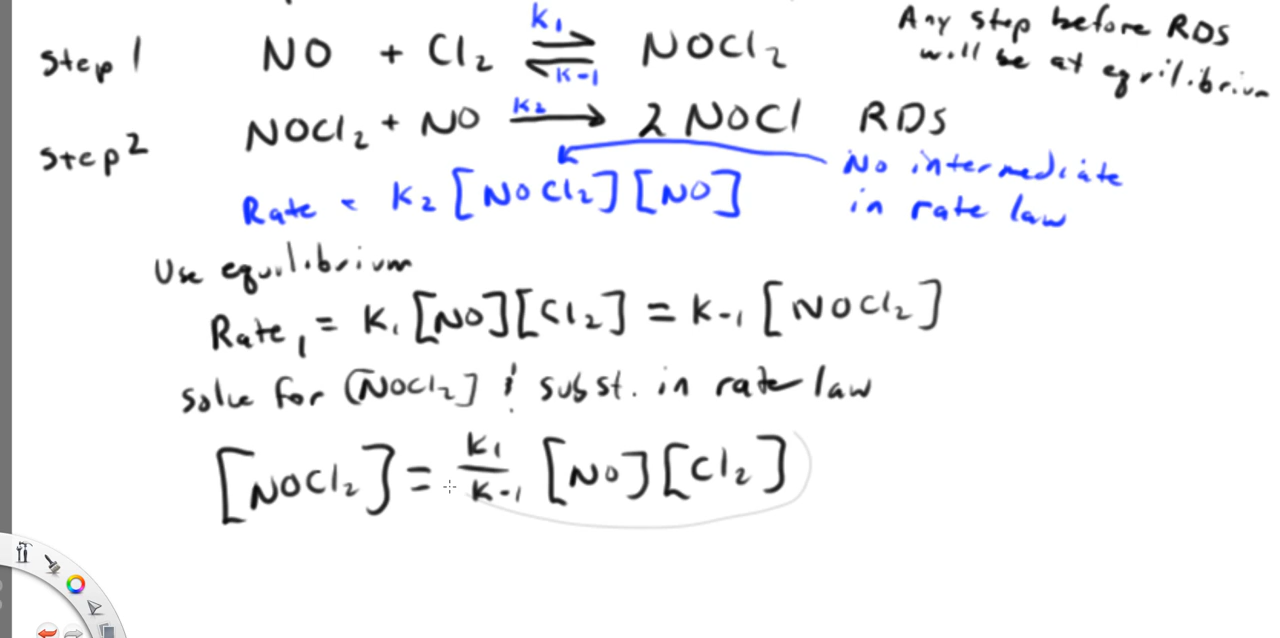 Step 1 NO + Cl₂ ⇌ NOCl₂
K₁
K-1
Any step before RDS
will be at equilibrium
Step 2 NOCl₂ + NO → 2 NOCl RDS
K₂
Rate = K₂ [NOCl₂][NO]
No intermediate
in rate law
Use equilibrium
Rate₁ = K₁ [NO][Cl₂] = K-1 [NOCl₂]
Solve for [NOCl₂] & subst. in rate law
[NOCl₂] = K₁/K-1 [NO][Cl₂]